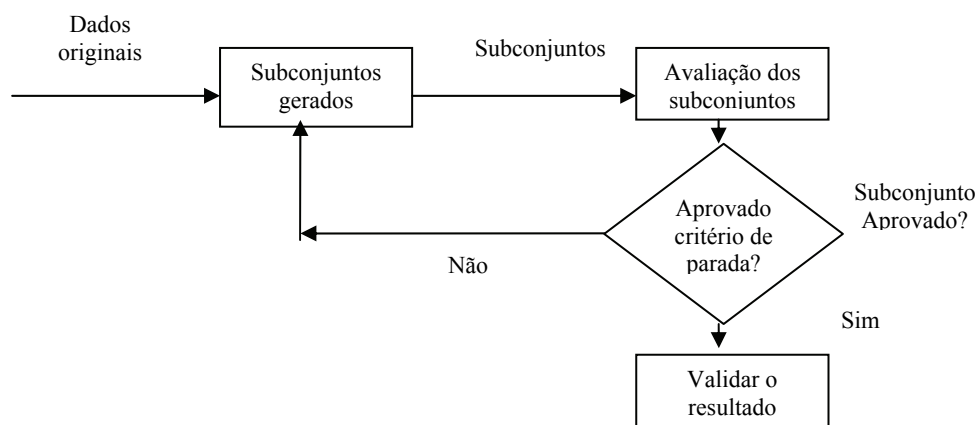 Dados
originais
Subconjuntos
gerados
Subconjuntos
Avaliação dos
subconjuntos
Aprovado
critério de
parada?
Subconjunto
Aprovado?
Não
Sim
Validar o
resultado